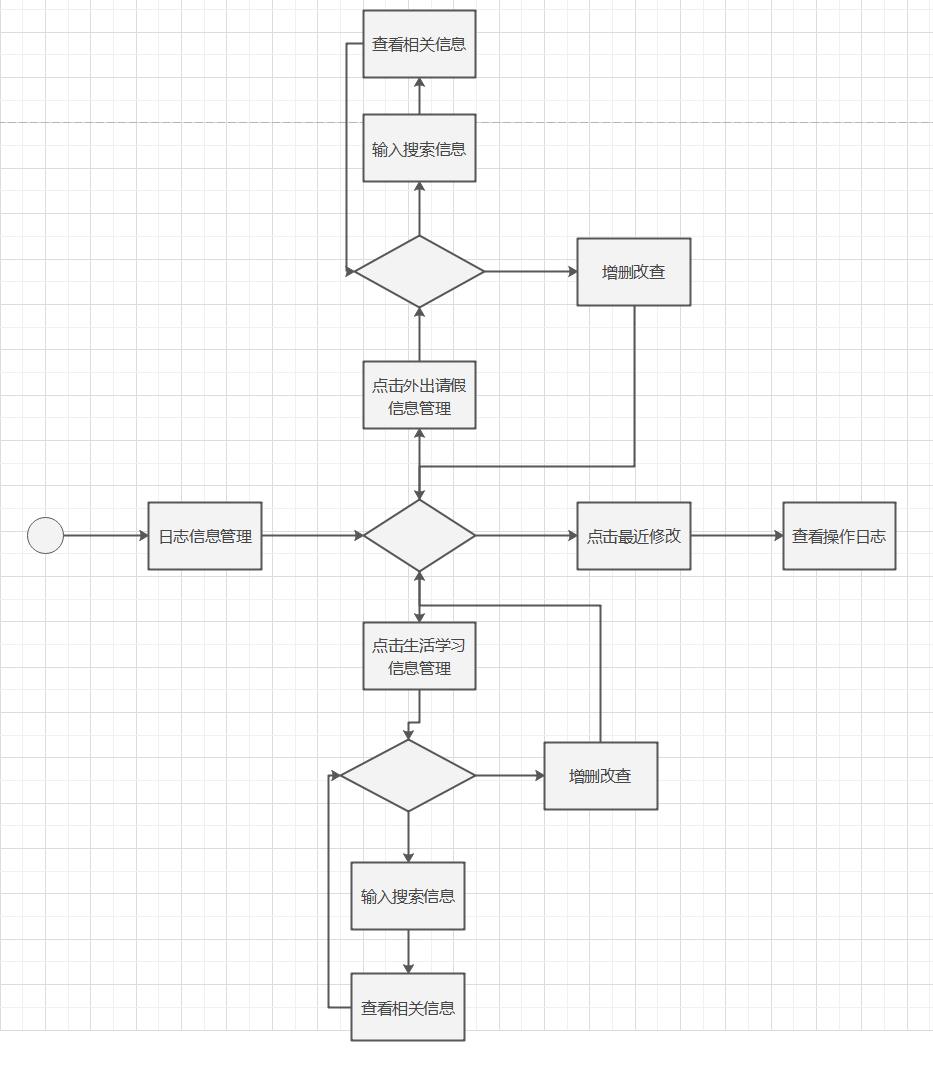 查看相关信息
输入搜索信息
增删改查
点击外出请假
信息管理
日志信息管理
点击最近修改
查看操作日志
点击生活学习
信息管理
增删改查
输入搜索信息
查看相关信息